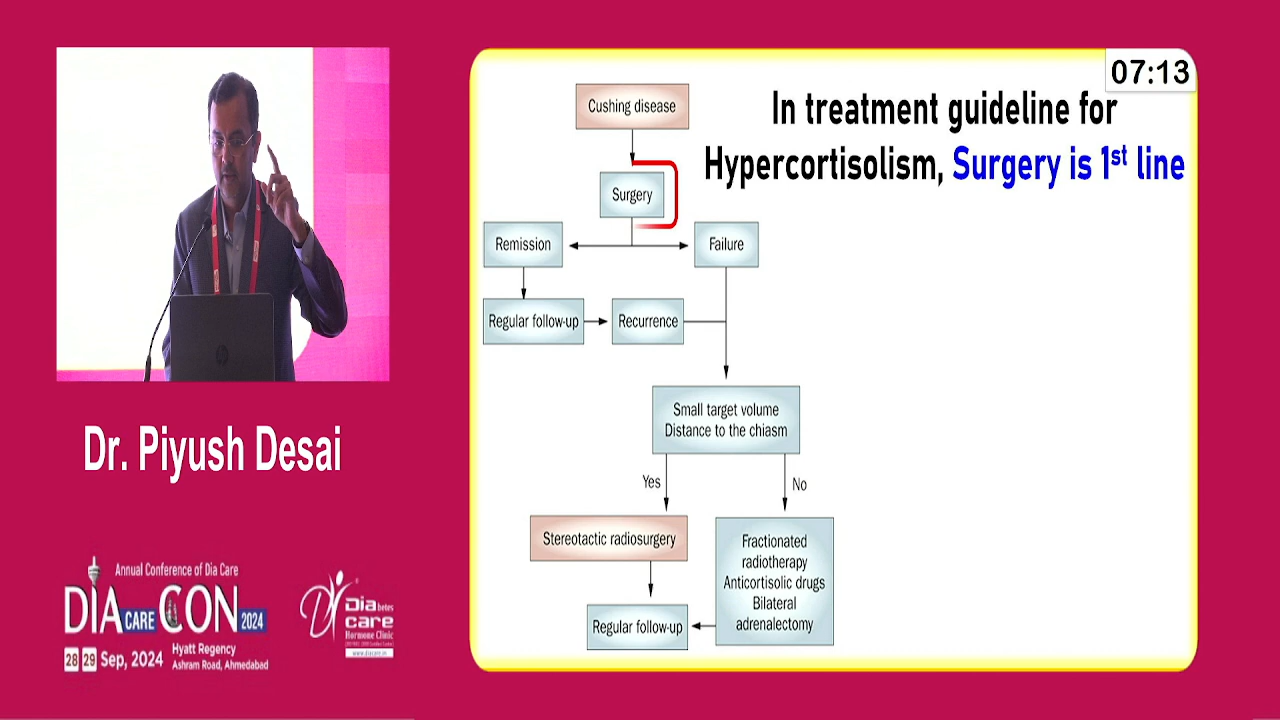 07:13
In treatment guideline for
Hypercortisolism, Surgery is 1st line
Cushing disease
Surgery
Remission
Failure
Regular follow-up
Recurrence
Small target volume
Distance to the chiasm
Yes
No
Stereotactic radiosurgery
Fractionated
radiotherapy
Anticortisolic drugs
Bilateral
adrenalectomy
Regular follow-up
Dr. Piyush Desai
Annual Conference of Dia Care
DIA CARE CON 2024
28 29 Sep, 2024
Hyatt Regency
Ashram Road, Ahmedabad
Diabetes
care
Hormone Clinic